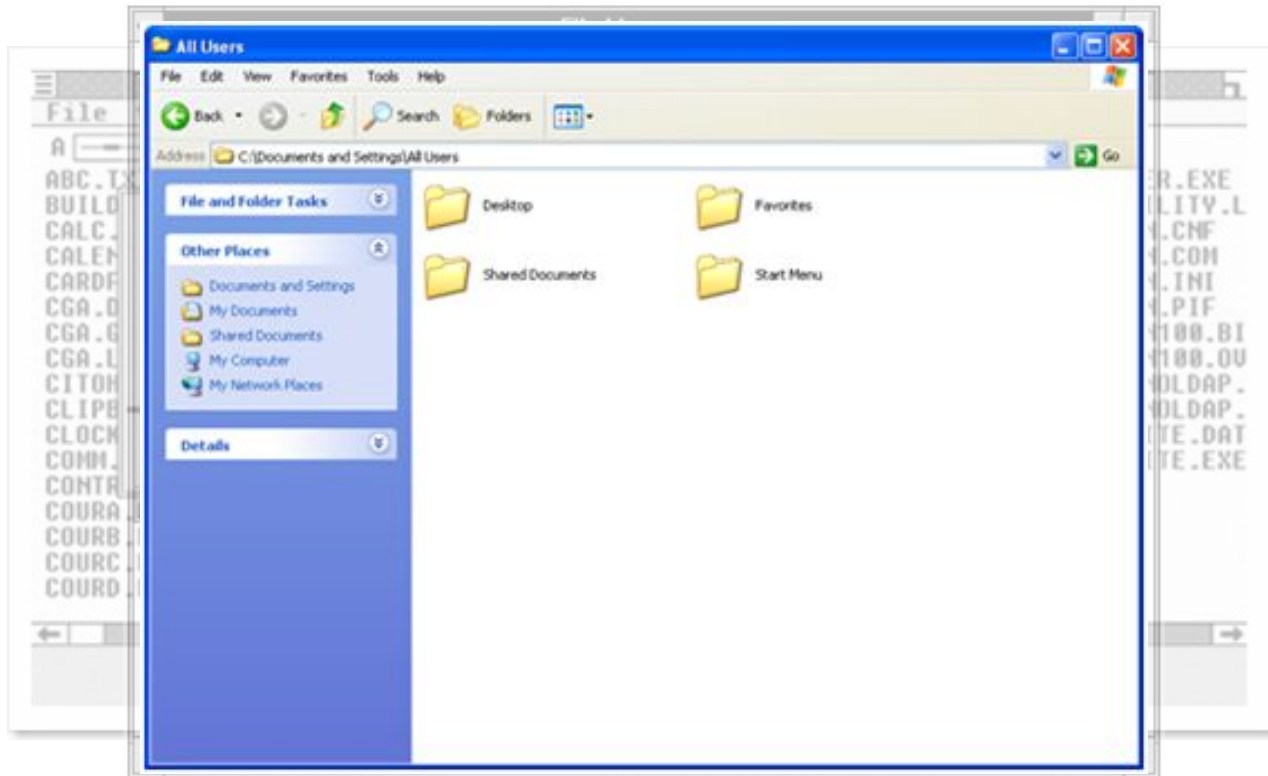 All Users
File Edit View Favorites Tools Help
Back Search Folders
Address C:\Documents and Settings\All Users Go
File and Folder Tasks
Other Places
Documents and Settings
My Documents
Shared Documents
My Computer
My Network Places
Details
Desktop Favorites
Shared Documents Start Menu
File
A
ABC.TX
BUILD
CALC.
CALEN
CARDF
CGA.D
CGA.G
CGA.L
CITOH
CLIPB
CLOCK
COMM.
CONTR
COURA.
COURB.
COURC.
COURD.
R.EXE
LITY.L
.CNF
.COM
.INI
.PIF
100.BI
100.OV
OLDAP.
OLDAP.
TE.DAT
TE.EXE